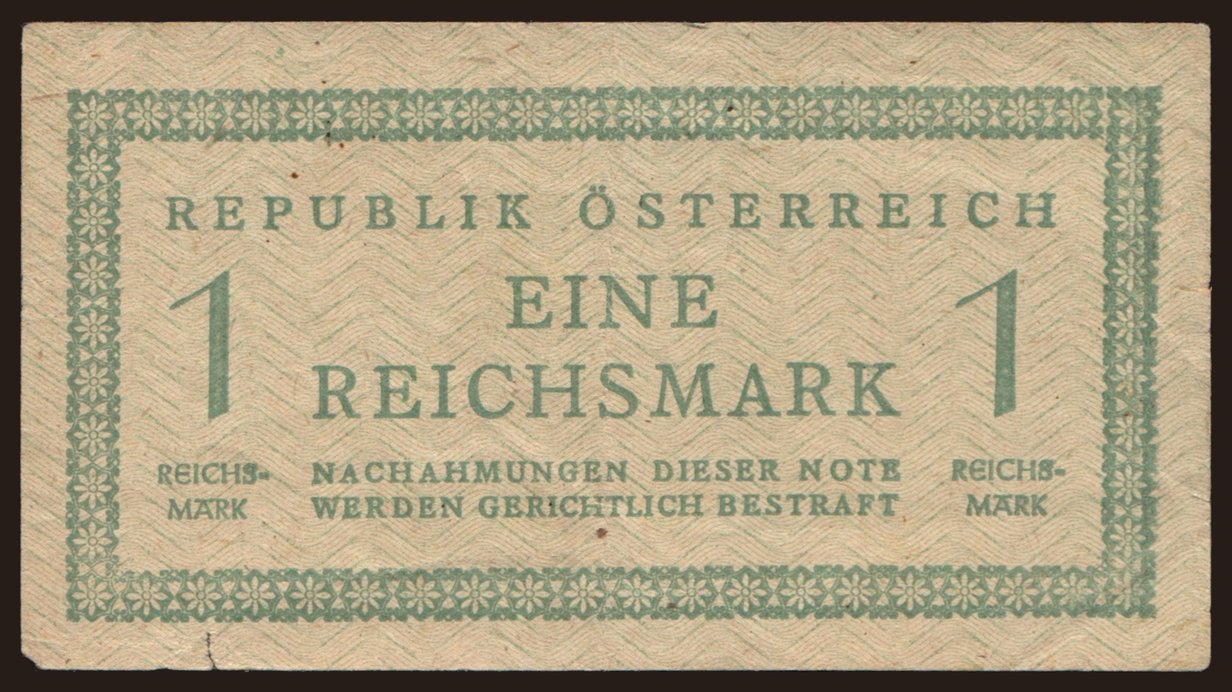 REPUBLIK ÖSTERREICH
1 EINE 1
REICHSMARK
REICHS- NACHAHMUNGEN DIESER NOTE REICHS-
MARK WERDEN GERICHTLICH BESTRAFT MARK